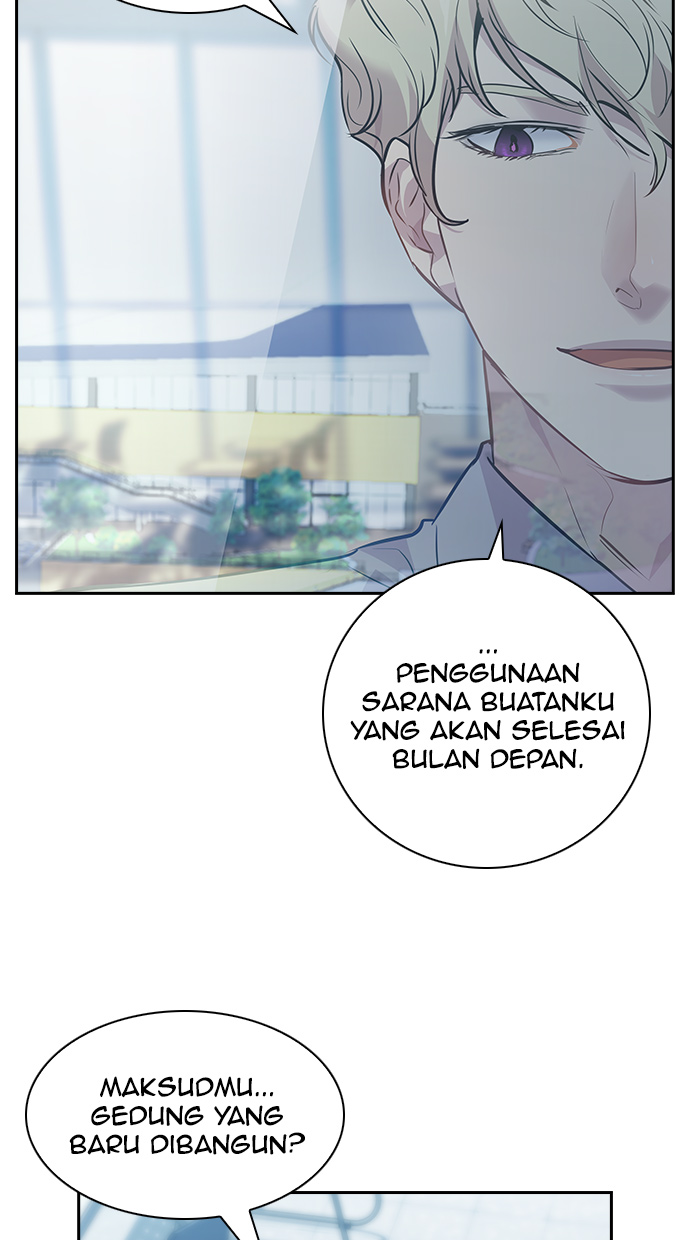 ...
PENGGUNAAN
SARANA BUATANKU
YANG AKAN SELESAI
BULAN DEPAN.
MAKSUDMU...
GEDUNG YANG
BARU DIBANGUN?